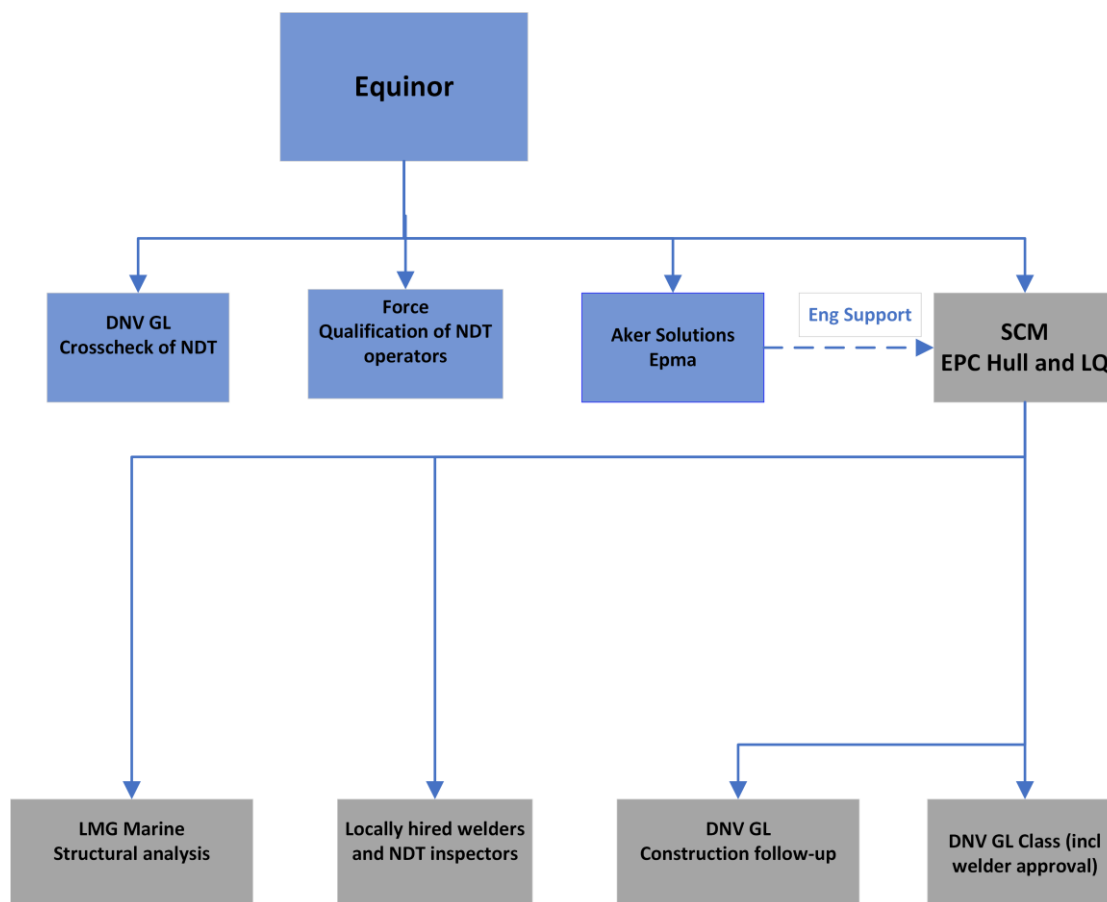 Equinor
DNV GL
Crosscheck of NDT
Force
Qualification of NDT
operators
Aker Solutions
Epma
Eng Support
SCM
EPC Hull and LQ
LMG Marine
Structural analysis
Locally hired welders
and NDT inspectors
DNV GL
Construction follow-up
DNV GL Class (incl
welder approval)